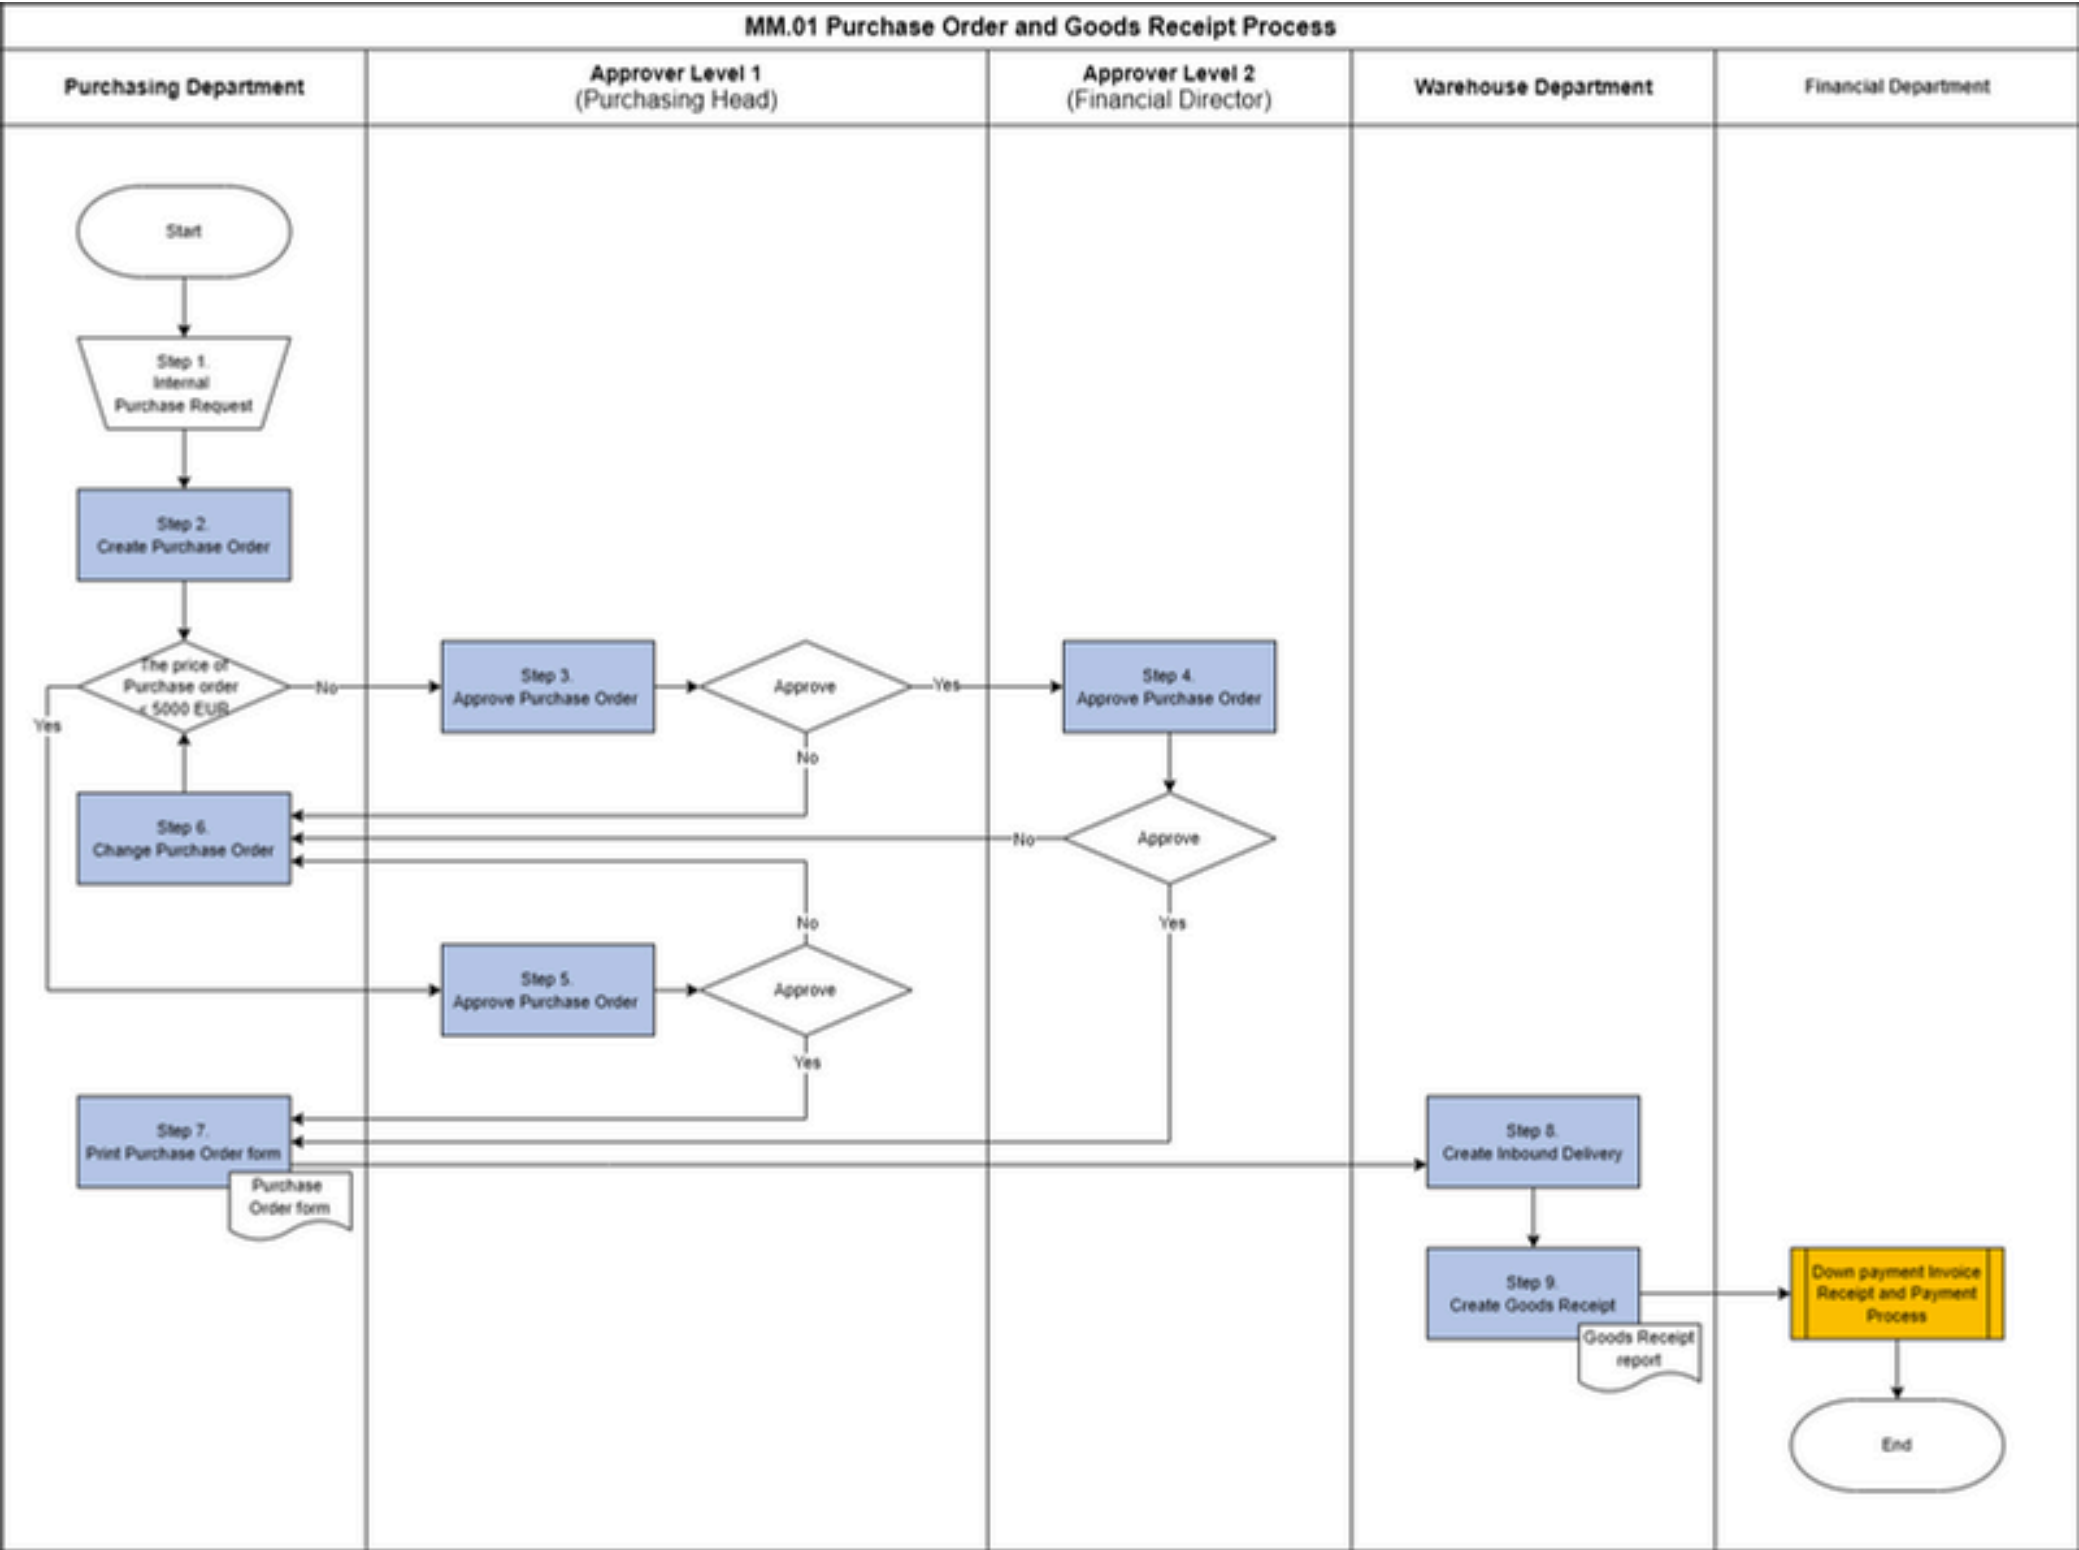 MM.01 Purchase Order and Goods Receipt Process
Purchasing Department
Approver Level 1
(Purchasing Head)
Approver Level 2
(Financial Director)
Warehouse Department
Financial Department
Start
Step 1.
Internal
Purchase Request
Step 2.
Create Purchase Order
The price of
Purchase order
< 5000 EUR
No
Yes
Step 3.
Approve Purchase Order
Approve
Yes
No
Step 4.
Approve Purchase Order
Approve
No
Yes
Step 6.
Change Purchase Order
No
Step 5.
Approve Purchase Order
Approve
Yes
Step 7.
Print Purchase Order form
Purchase
Order form
Step 8.
Create Inbound Delivery
Step 9.
Create Goods Receipt
Goods Receipt
report
Down payment Invoice
Receipt and Payment
Process
End